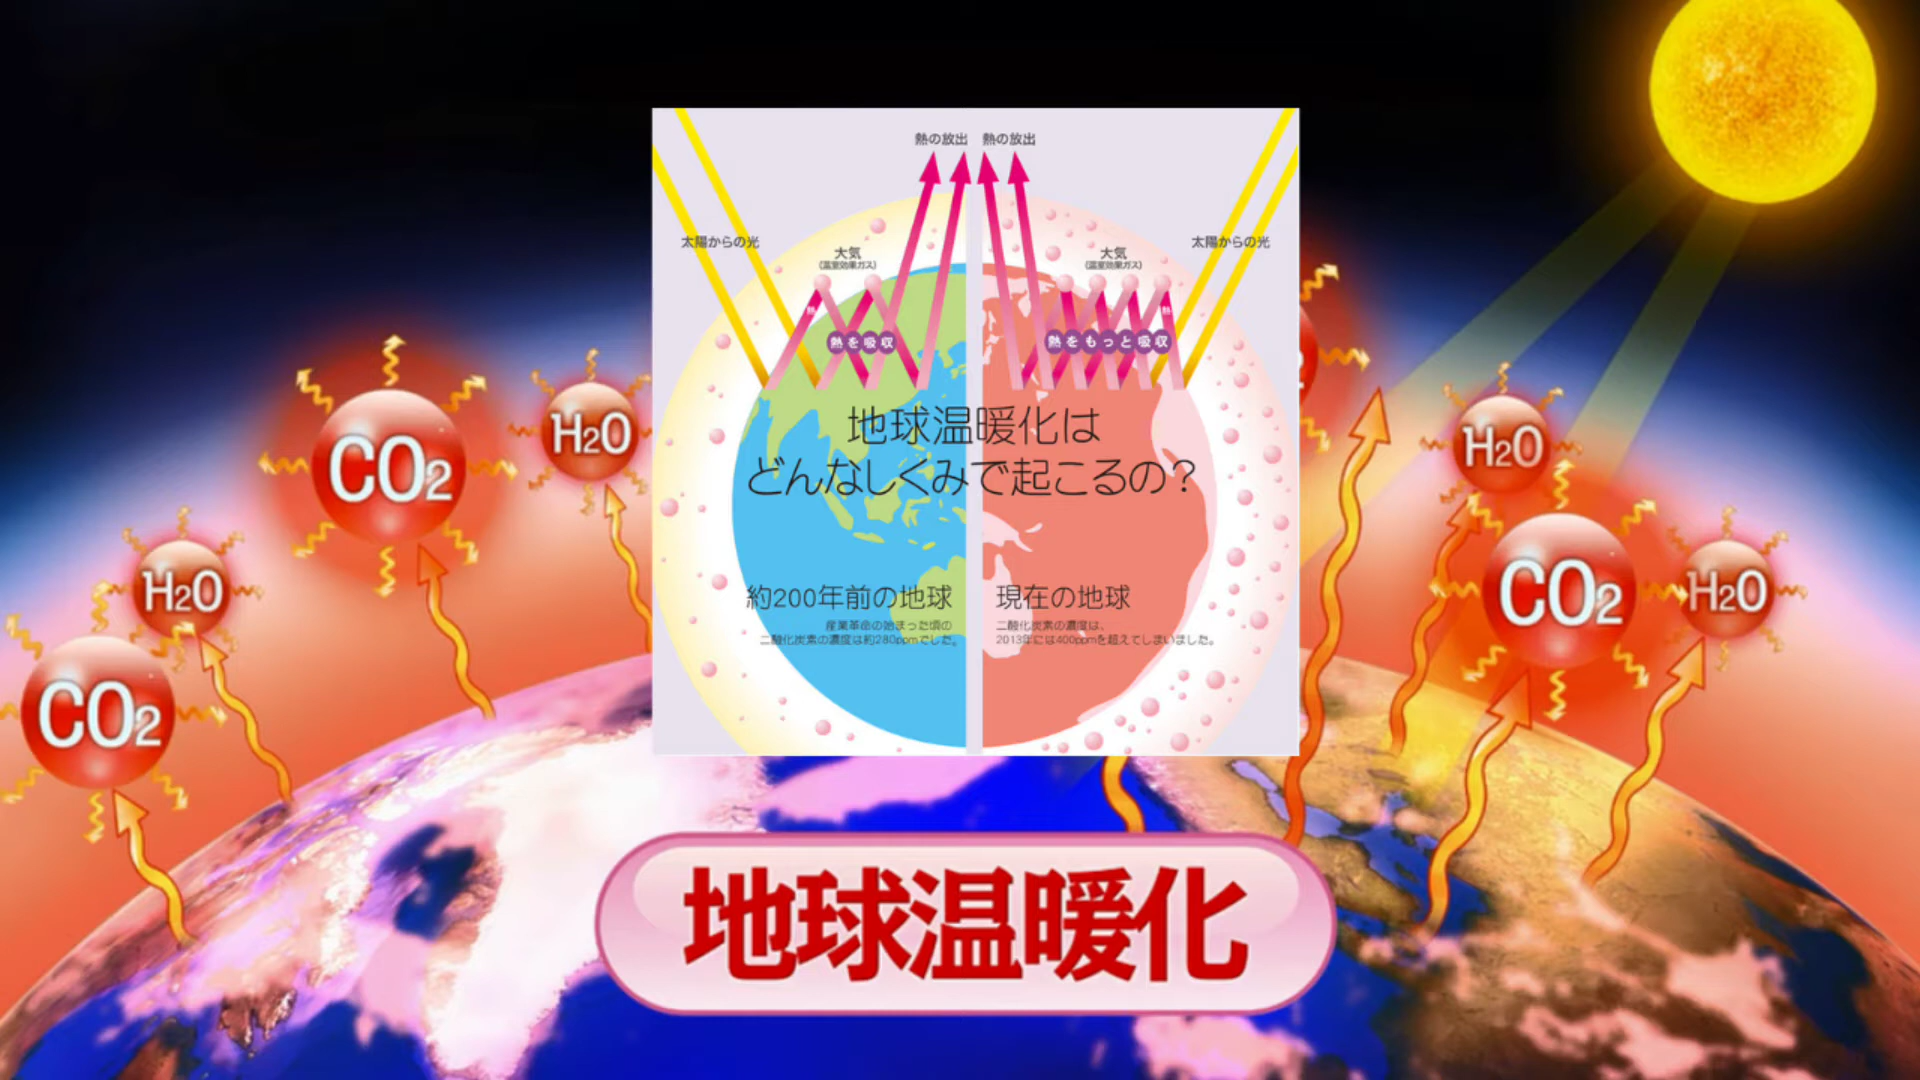 熱の放出 熱の放出
太陽からの光
大気
(温室効果ガス)
大気
(温室効果ガス)
太陽からの光
熱
熱
熱を吸収
熱をもっと吸収
地球温暖化は
どんなしくみで起こるの？
約200年前の地球
産業革命の始まった頃の
二酸化炭素の濃度は約280ppmでした。
現在の地球
二酸化炭素の濃度は、
2013年には400ppmを超えてしまいました。
CO2
H2O
H2O
CO2
H2O
CO2
H2O
地球温暖化